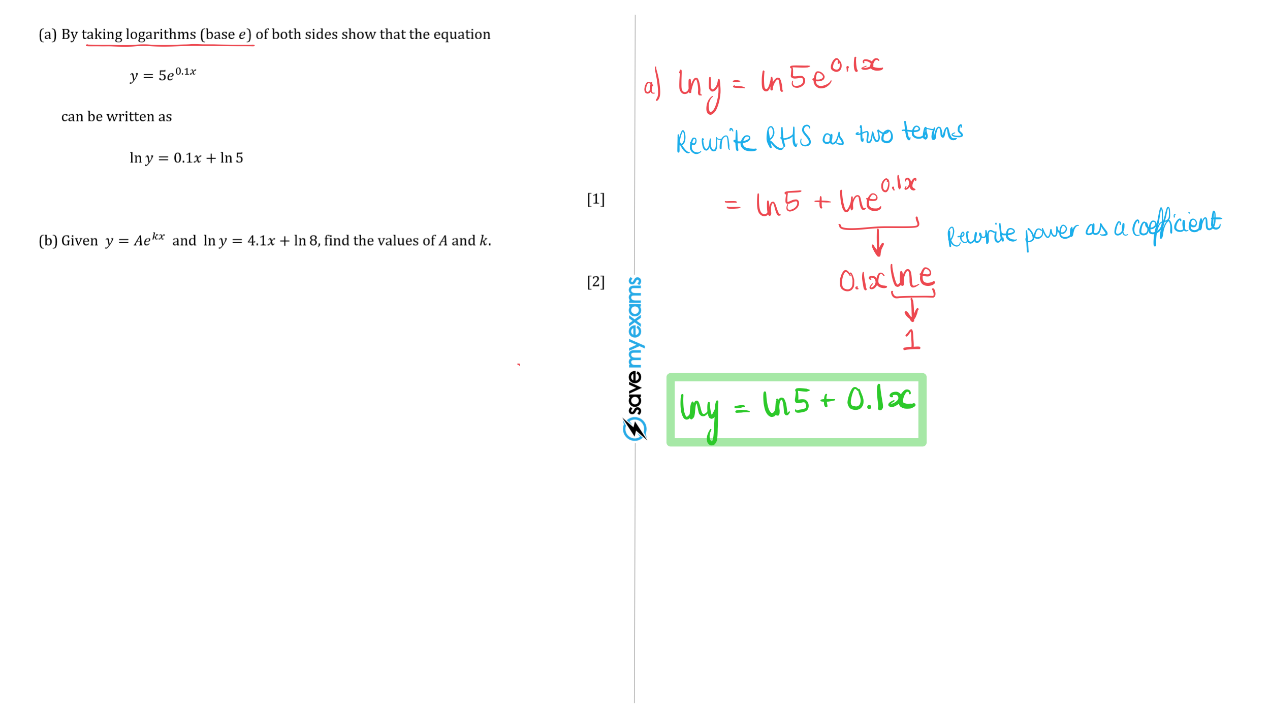 (a) By taking logarithms (base e) of both sides show that the equation
y = 5e^{0.1x}
can be written as
ln y = 0.1x + ln 5
[1]
(b) Given y = Ae^{kx} and ln y = 4.1x + ln 8, find the values of A and k.
[2]
save my exams
a) ln y = ln 5e^{0.1x}
Rewrite RHS as two terms
= ln 5 + ln e^{0.1x}
Rewrite power as a coefficient
0.1x ln e
1
ln y = ln 5 + 0.1x